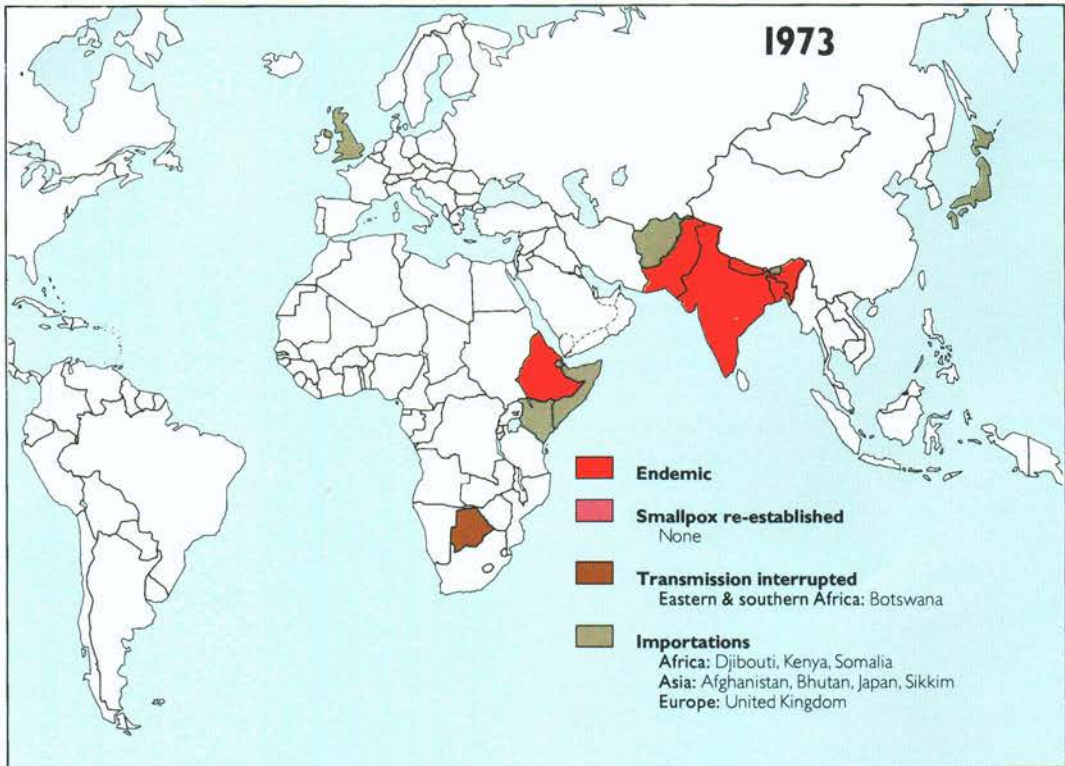 1973
Endemic
Smallpox re-established
None
Transmission interrupted
Eastern & southern Africa: Botswana
Importations
Africa: Djibouti, Kenya, Somalia
Asia: Afghanistan, Bhutan, Japan, Sikkim
Europe: United Kingdom